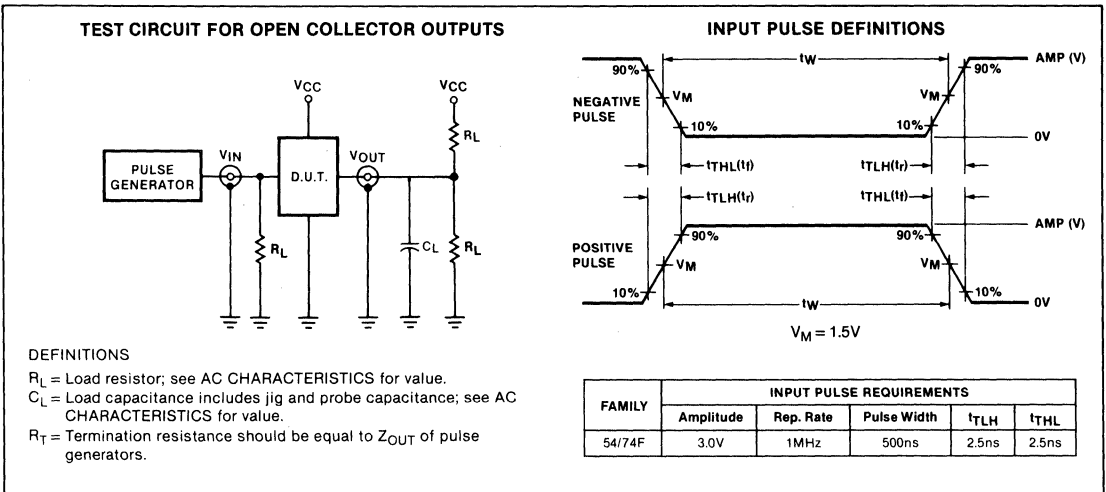 TEST CIRCUIT FOR OPEN COLLECTOR OUTPUTS
VCC
VCC
RL
VIN
VOUT
PULSE
GENERATOR
D.U.T.
RL
CL
RL
DEFINITIONS
RL = Load resistor; see AC CHARACTERISTICS for value.
CL = Load capacitance includes jig and probe capacitance; see AC
CHARACTERISTICS for value.
RT = Termination resistance should be equal to ZOUT of pulse
generators.
INPUT PULSE DEFINITIONS
tW
AMP (V)
90%
90%
NEGATIVE
PULSE
VM
VM
10%
10%
0V
tTHL(tf)
tTLH(tr)
tTLH(tr)
tTHL(tf)
AMP (V)
90%
90%
POSITIVE
PULSE
VM
VM
10%
10%
tW
0V
VM = 1.5V
FAMILY
INPUT PULSE REQUIREMENTS
Amplitude Rep. Rate Pulse Width tTLH tTHL
54/74F 3.0V 1MHz 500ns 2.5ns 2.5ns